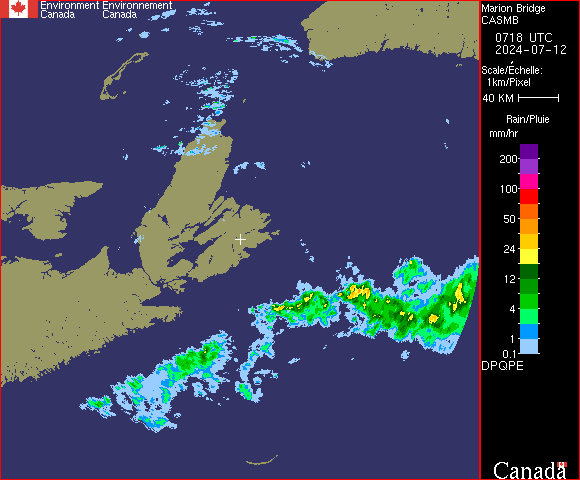 Environment Environnement
Canada Canada
Marion Bridge
CASMB
0718 UTC
2024-07-12
Scale/Échelle:
1km/Pixel
40 KM
Rain/Pluie
mm/hr
200
100
50
24
12
4
1
0.1
DPQPE
Canada